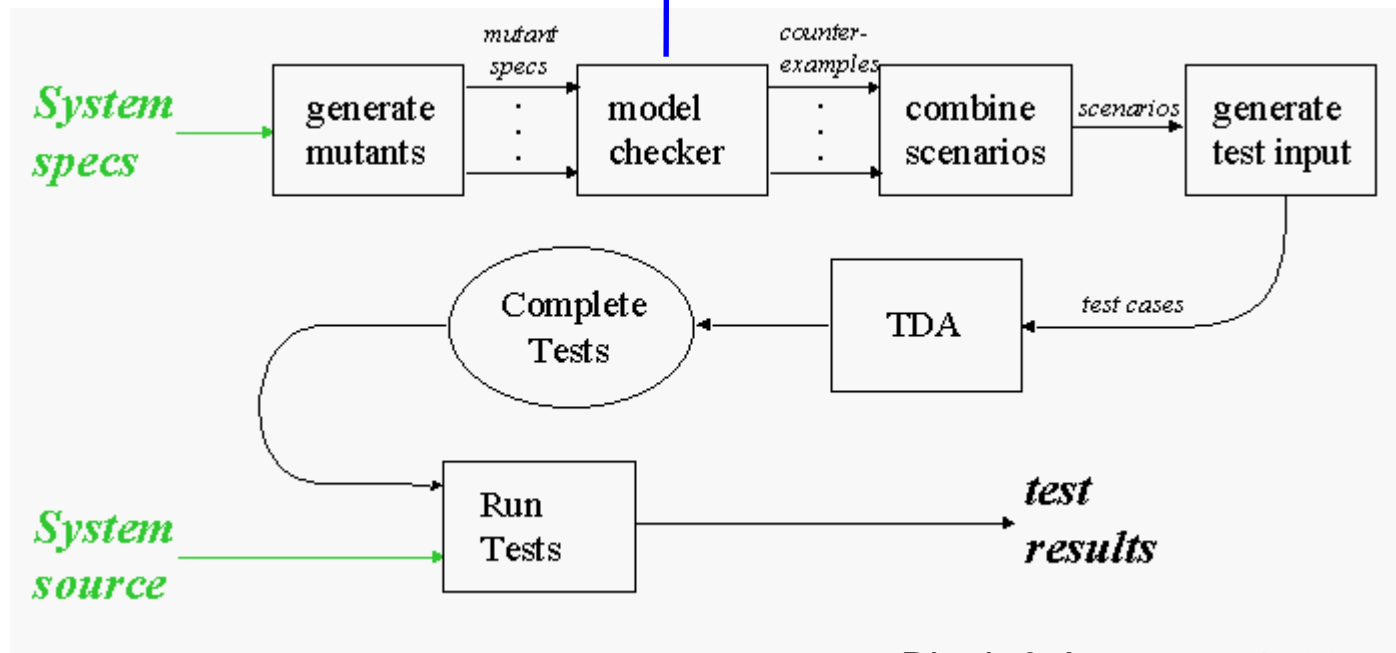 mutant
specs
counter-
examples
System
specs
generate
mutants
model
checker
combine
scenarios
scenarios
generate
test input
Complete
Tests
TDA
test cases
Run
Tests
test
results
System
source